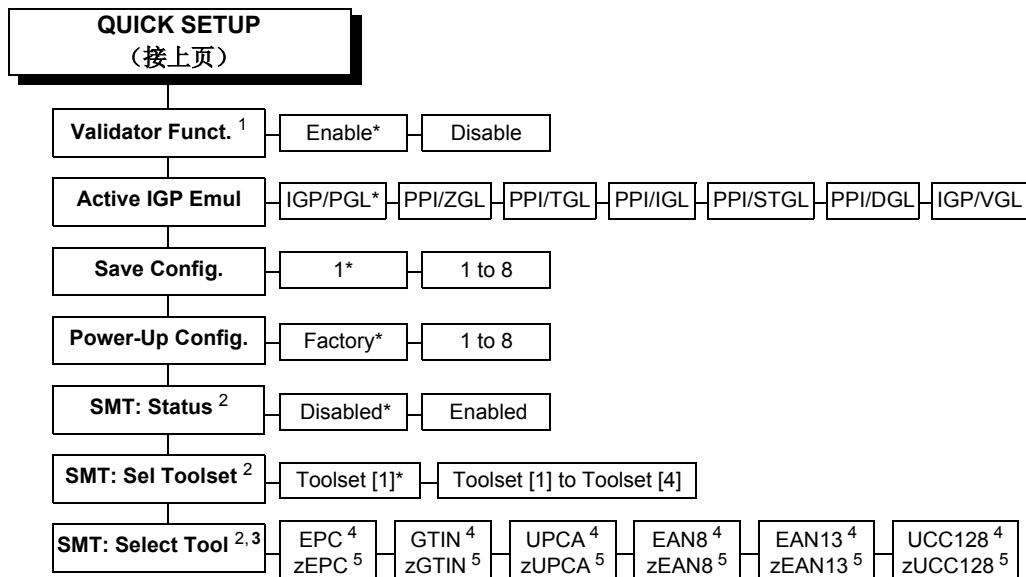 QUICK SETUP
（接上页）
Validator Funct. 1 Enable* Disable
Active IGP Emul IGP/PGL* PPI/ZGL PPI/TGL PPI/IGL PPI/STGL PPI/DGL IGP/VGL
Save Config. 1* 1 to 8
Power-Up Config. Factory* 1 to 8
SMT: Status 2 Disabled* Enabled
SMT: Sel Toolset 2 Toolset [1]* Toolset [1] to Toolset [4]
SMT: Select Tool 2, 3 EPC 4 GTIN 4 UPCA 4 EAN8 4 EAN13 4 UCC128 4
zEPC 5 zGTIN 5 zUPCA 5 zEAN8 5 zEAN13 5 zUCC128 5